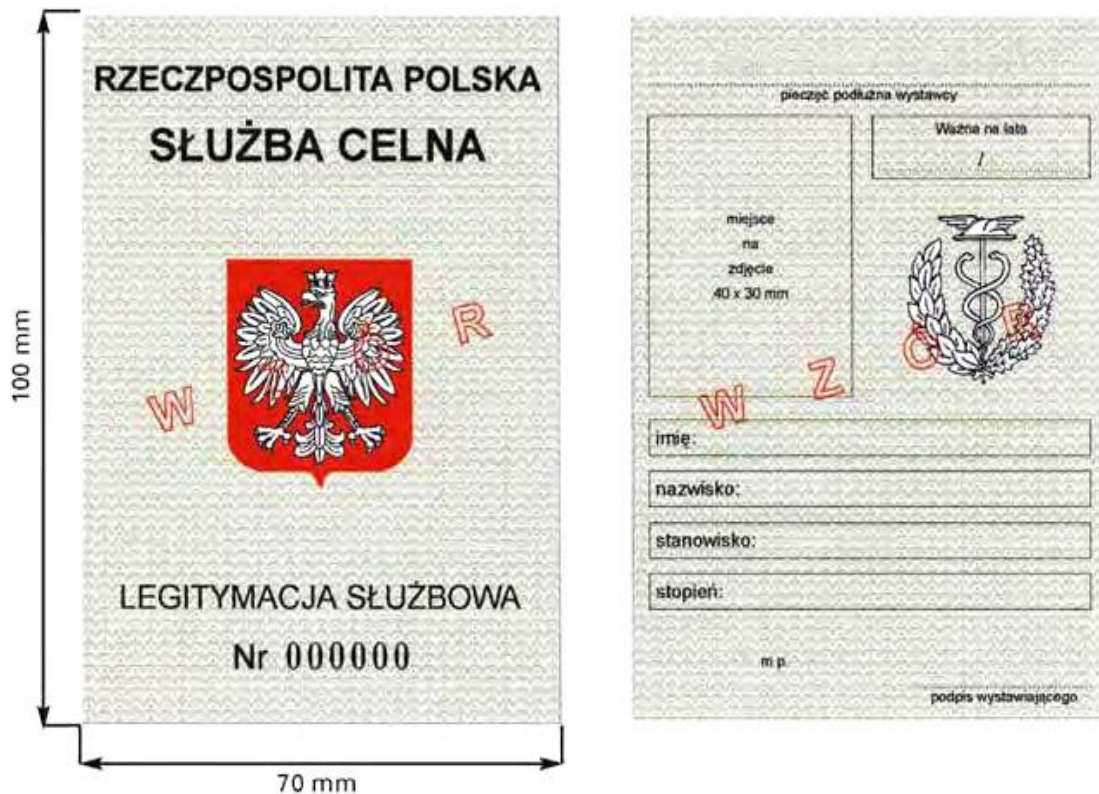 RZECZPOSPOLITA POLSKA
SŁUŻBA CELNA
W R
LEGITYMACJA SŁUŻBOWA
Nr 000000
100 mm
70 mm
pieczęć podłużna wystawcy
Ważna na lata
/
miejsce
na
zdjęcie
40 x 30 mm
W Z Ó R
imię:
nazwisko:
stanowisko:
stopień:
m.p.
podpis wystawiającego